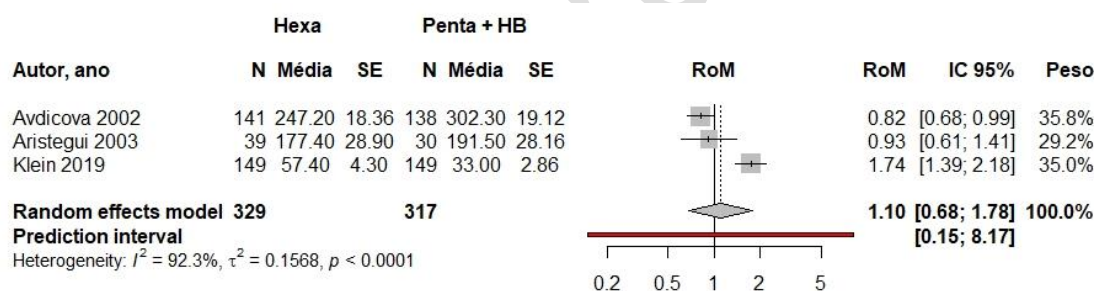 Hexa Penta + HB
Autor, ano N Média SE N Média SE RoM RoM IC 95% Peso
Avdicova 2002 141 247.20 18.36 138 302.30 19.12 0.82 [0.68; 0.99] 35.8%
Aristegui 2003 39 177.40 28.90 30 191.50 28.16 0.93 [0.61; 1.41] 29.2%
Klein 2019 149 57.40 4.30 149 33.00 2.86 1.74 [1.39; 2.18] 35.0%
Random effects model 329 317 1.10 [0.68; 1.78] 100.0%
Prediction interval [0.15; 8.17]
Heterogeneity: I² = 92.3%, τ² = 0.1568, p < 0.0001
0.2 0.5 1 2 5